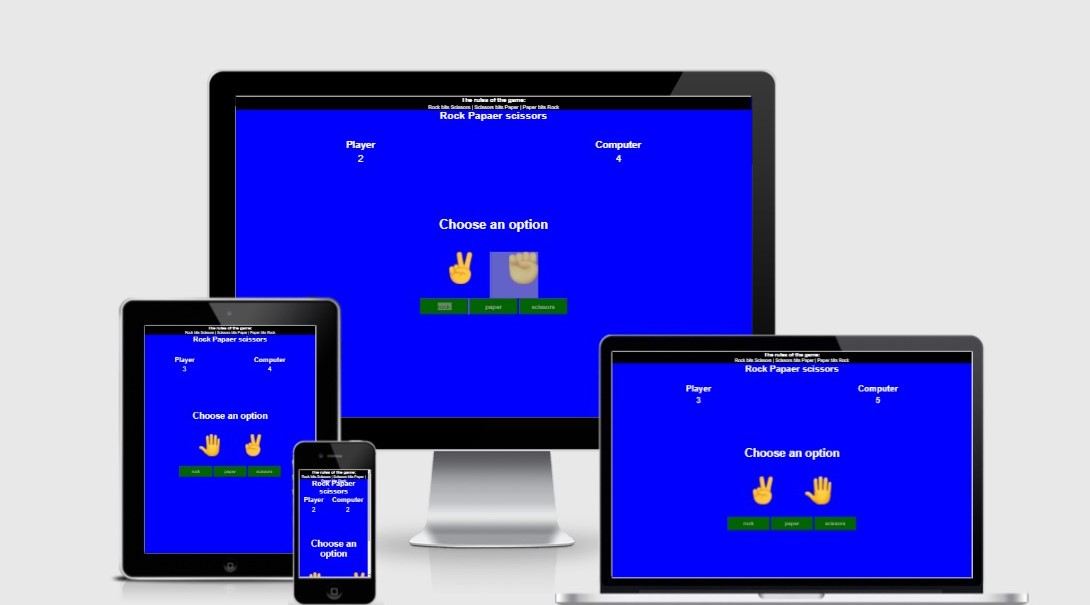 The rules of the game:
Rock bits Scissors | Scissors bits Paper | Paper bits Rock
Rock Papaer scissors
Player
Computer
2
4
Choose an option
rock
paper
scissors
The rules of the game:
Rock bits Scissors | Scissors bits Paper | Paper bits Rock
Rock Papaer scissors
Player
Computer
3
4
Choose an option
rock
paper
scissors
The rules of the game:
Rock bits Scissors | Scissors bits Paper |
Rock Papaer
scissors
Player
Computer
2
2
Choose an
option
The rules of the game:
Rock bits Scissors | Scissors bits Paper | Paper bits Rock
Rock Papaer scissors
Player
Computer
3
5
Choose an option
rock
paper
scissors